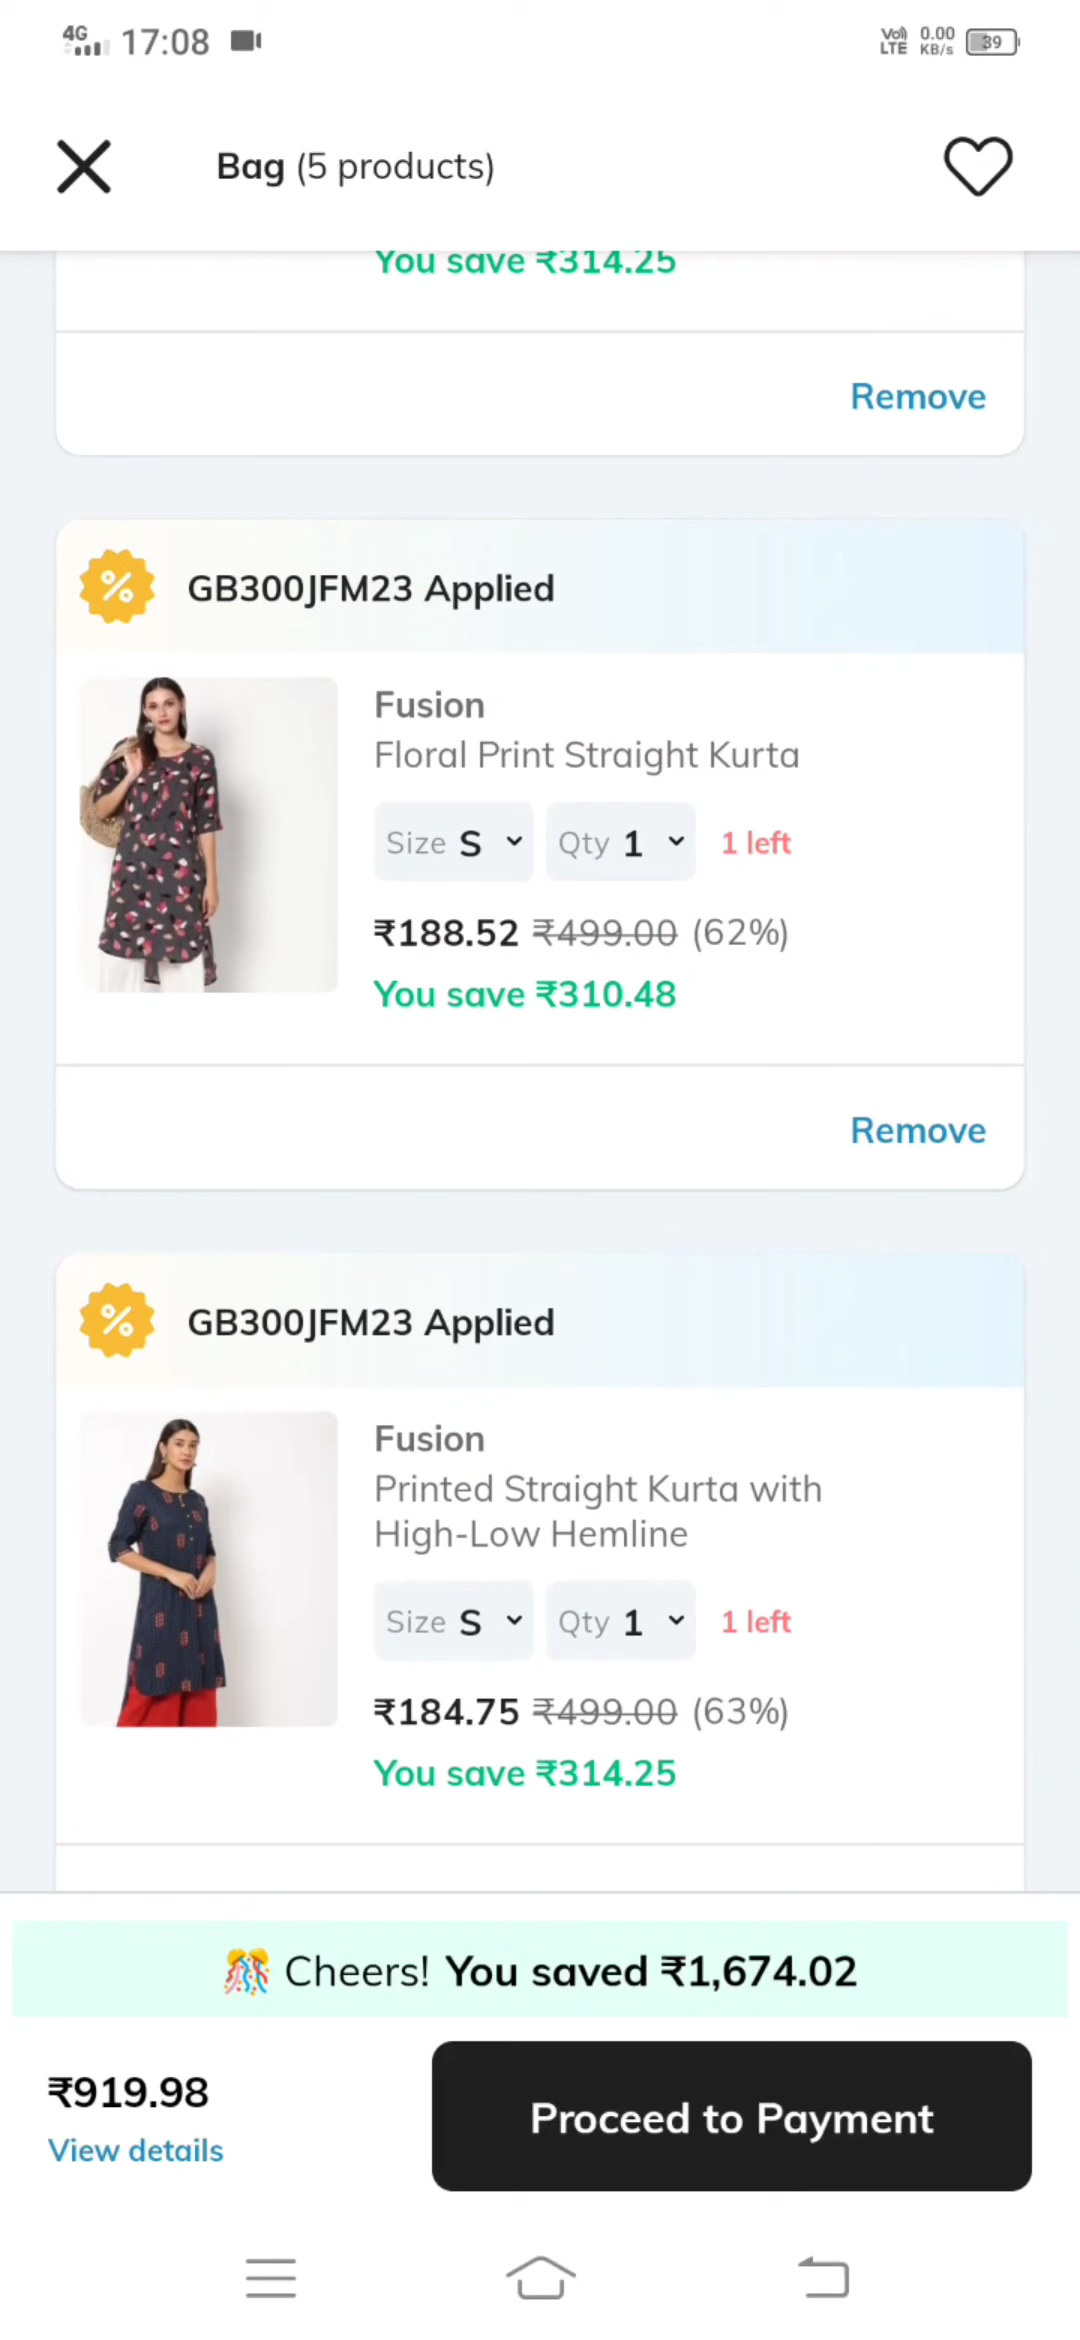 4G 17:08 Vo) LTE 0.00 KB/s 39
Bag (5 products)
You save ₹314.25
Remove
GB300JFM23 Applied
Fusion
Floral Print Straight Kurta
Size S Qty 1 1 left
₹188.52 ₹499.00 (62%)
You save ₹310.48
Remove
GB300JFM23 Applied
Fusion
Printed Straight Kurta with
High-Low Hemline
Size S Qty 1 1 left
₹184.75 ₹499.00 (63%)
You save ₹314.25
Cheers! You saved ₹1,674.02
₹919.98
View details
Proceed to Payment